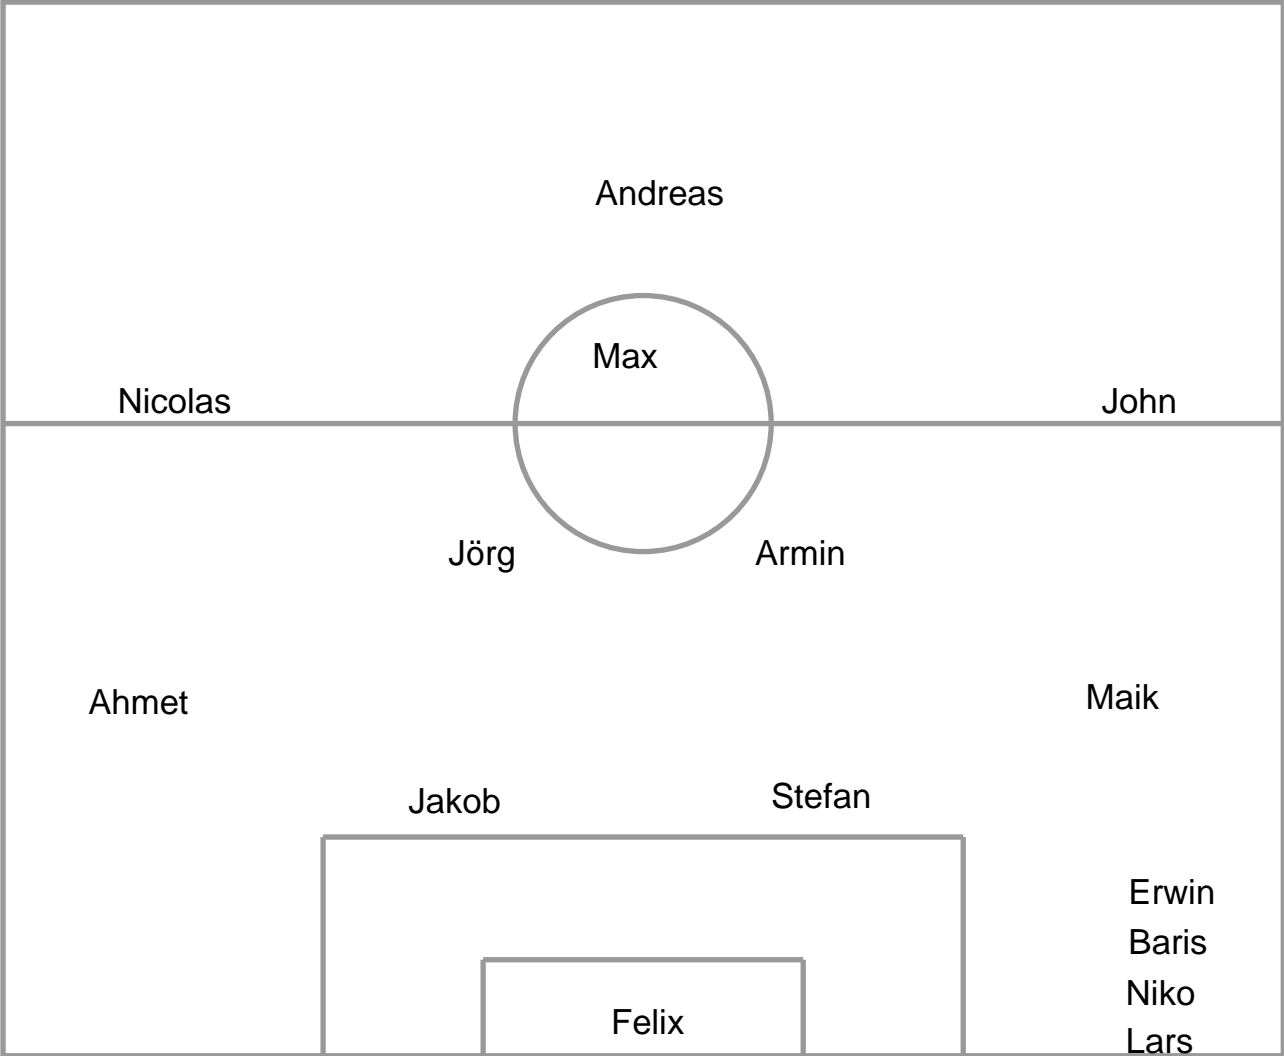 Andreas
Max
Nicolas
John
Jörg
Armin
Ahmet
Maik
Jakob
Stefan
Erwin
Baris
Niko
Felix
Lars